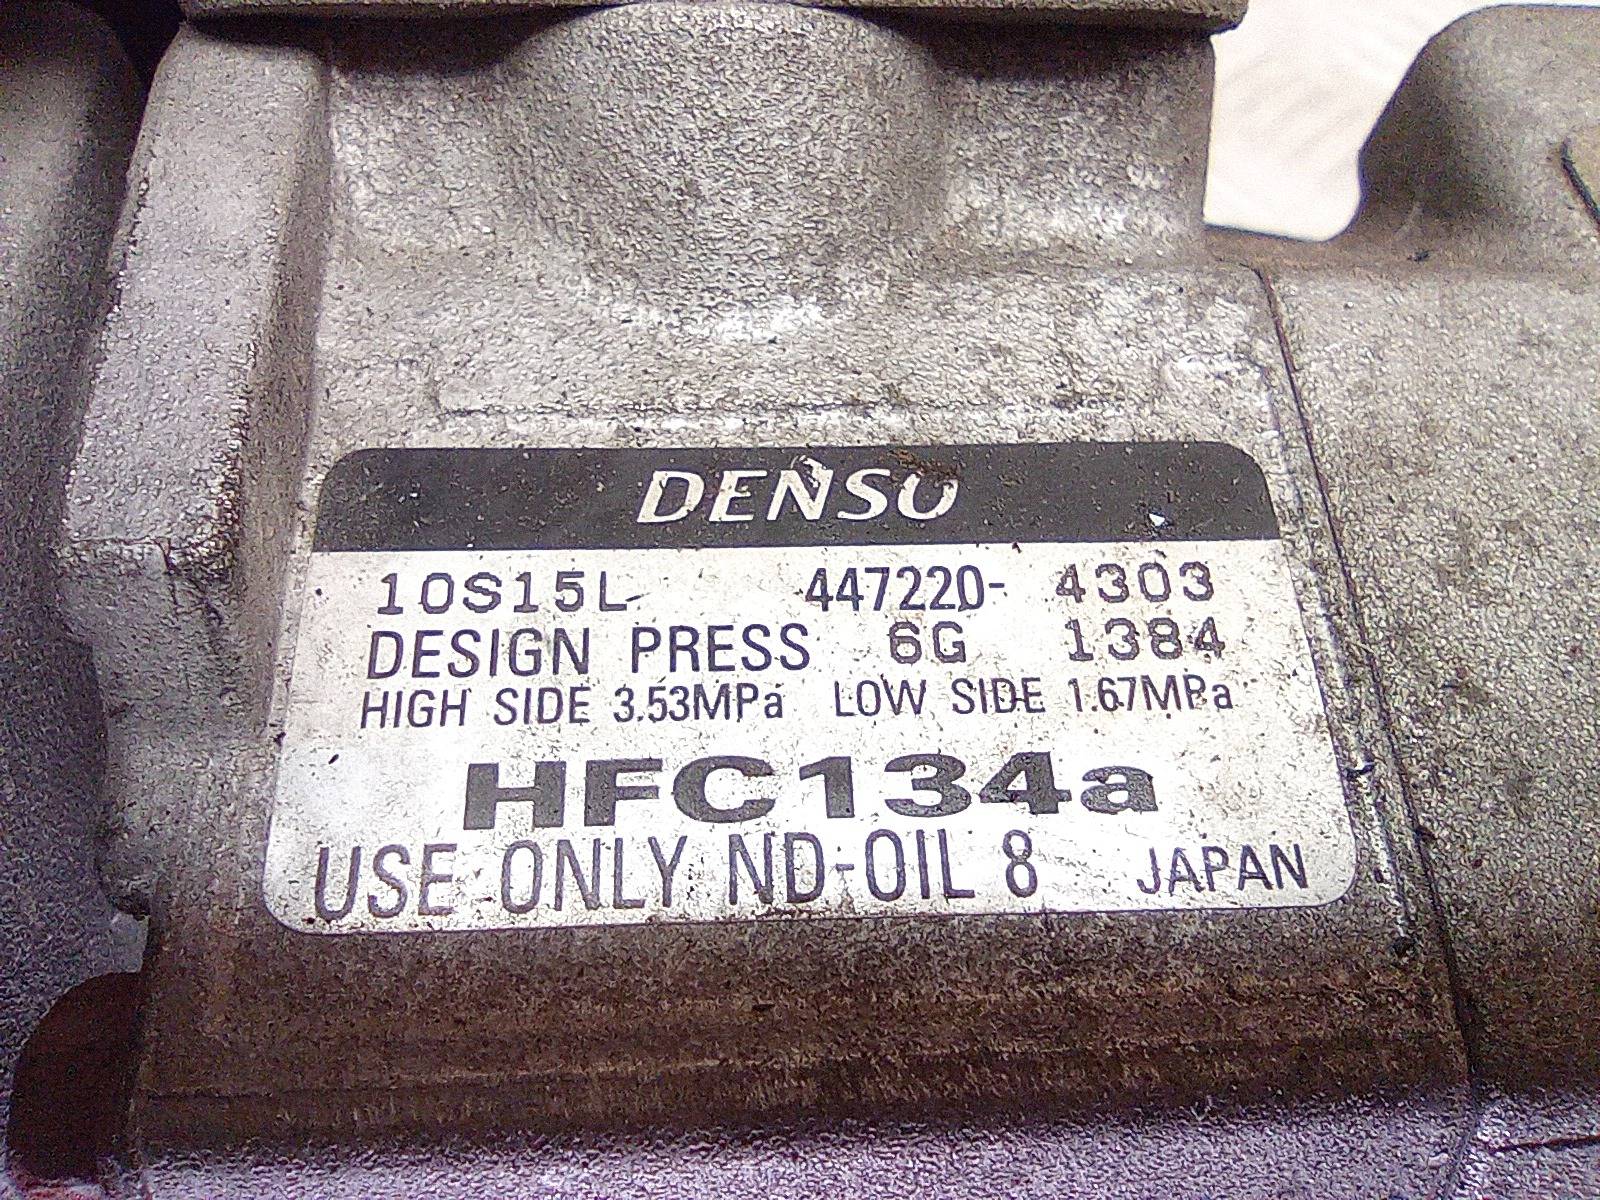 DENSO
10S15L 447220- 4303
DESIGN PRESS 6G 1384
HIGH SIDE 3.53MPa LOW SIDE 1.67MPa
HFC134a
USE ONLY ND-OIL 8 JAPAN